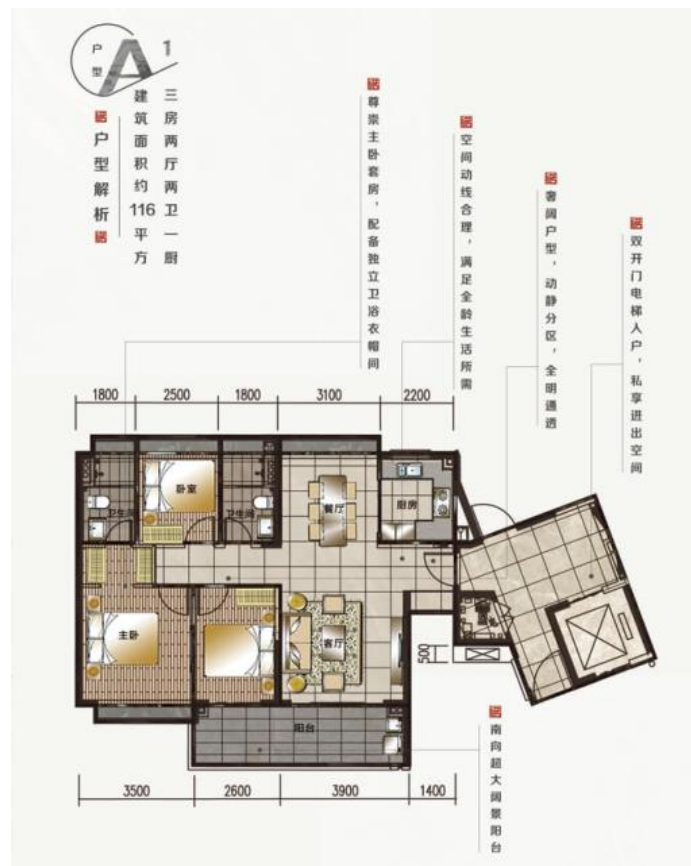 户型
A
1
三房两厅两卫一厨
建筑面积约116平方
户型解析
尊崇主卧套房，配备独立卫浴衣帽间
空间动线合理，满足全龄生活所需
奢阔户型，动静分区，全明通透
双开门电梯入户，私享进出空间
1800 2500 1800 3100 2200
卧室
卫生间
卫生间
餐厅
厨房
主卧
客厅
阳台
500
南向超大阔景阳台
3500 2600 3900 1400